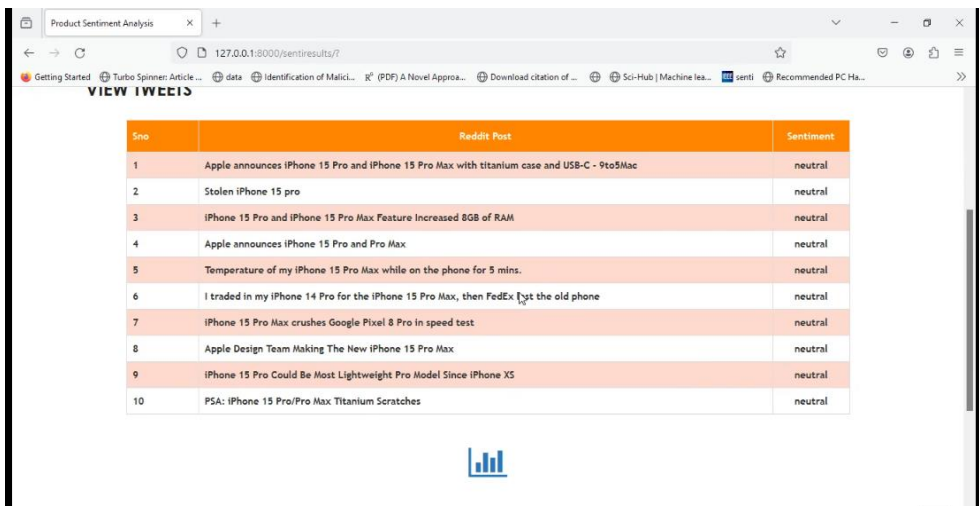 Product Sentiment Analysis
127.0.0.1:8000/sentiresults/?
Getting Started Turbo Spinner: Article ... data Identification of Malici... R⁶ (PDF) A Novel Approa... Download citation of ... Sci-Hub | Machine lea... IEEE senti Recommended PC Ha...
VIEW TWEETS
Sno Reddit Post Sentiment
1 Apple announces iPhone 15 Pro and iPhone 15 Pro Max with titanium case and USB-C - 9to5Mac neutral
2 Stolen iPhone 15 pro neutral
3 iPhone 15 Pro and iPhone 15 Pro Max Feature Increased 8GB of RAM neutral
4 Apple announces iPhone 15 Pro and Pro Max neutral
5 Temperature of my iPhone 15 Pro Max while on the phone for 5 mins. neutral
6 I traded in my iPhone 14 Pro for the iPhone 15 Pro Max, then FedEx lost the old phone neutral
7 iPhone 15 Pro Max crushes Google Pixel 8 Pro in speed test neutral
8 Apple Design Team Making The New iPhone 15 Pro Max neutral
9 iPhone 15 Pro Could Be Most Lightweight Pro Model Since iPhone XS neutral
10 PSA: iPhone 15 Pro/Pro Max Titanium Scratches neutral